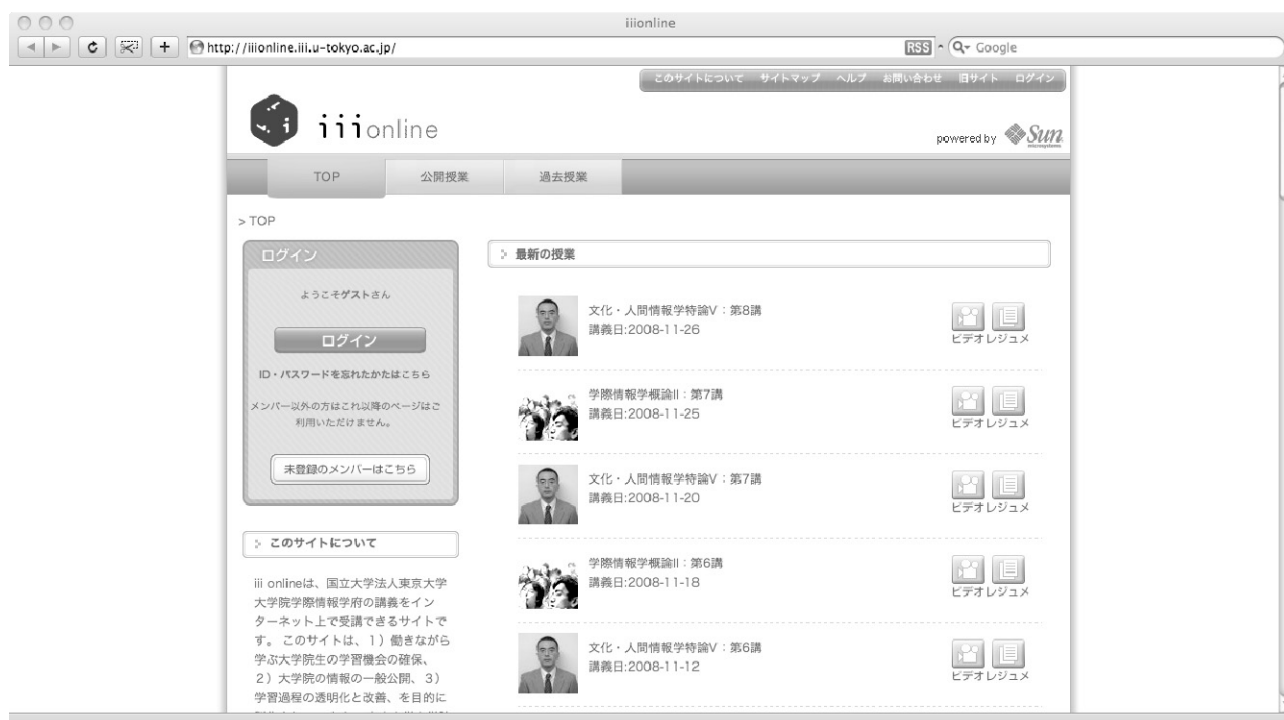 iiionline
http://iiionline.iii.u-tokyo.ac.jp/
RSS
Google
このサイトについて サイトマップ ヘルプ お問い合わせ 旧サイト ログイン
iiionline
powered by Sun
microsystems
TOP 公開授業 過去授業
> TOP
ログイン
ようこそゲストさん
ログイン
ID・パスワードを忘れたかたはこちら
メンバー以外の方はこれ以降のページはご
利用いただけません。
未登録のメンバーはこちら
このサイトについて
iii onlineは、国立大学法人東京大学
大学院学際情報学府の講義をイン
ターネット上で受講できるサイトで
す。 このサイトは、1）働きながら
学ぶ大学院生の学習機会の確保、
2）大学院の情報の一般公開、3）
学習過程の透明化と改善、を目的に
最新の授業
文化・人間情報学特論V：第8講
講義日:2008-11-26
ビデオ レジュメ
学際情報学概論II：第7講
講義日:2008-11-25
ビデオ レジュメ
文化・人間情報学特論V：第7講
講義日:2008-11-20
ビデオ レジュメ
学際情報学概論II：第6講
講義日:2008-11-18
ビデオ レジュメ
文化・人間情報学特論V：第6講
講義日:2008-11-12
ビデオ レジュメ